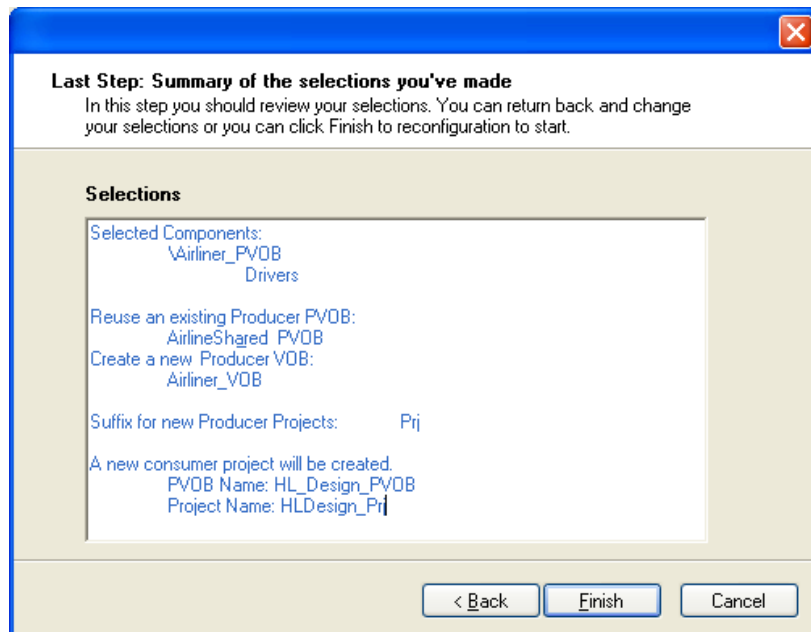 Last Step: Summary of the selections you've made
In this step you should review your selections. You can return back and change
your selections or you can click Finish to reconfiguration to start.
Selections
Selected Components:
\Airliner_PVOB
Drivers
Reuse an existing Producer PVOB:
AirlineShared_PVOB
Create a new Producer VOB:
Airliner_VOB
Suffix for new Producer Projects: Prj
A new consumer project will be created.
PVOB Name: HL_Design_PVOB
Project Name: HLDesign_Prj
< Back
Finish
Cancel